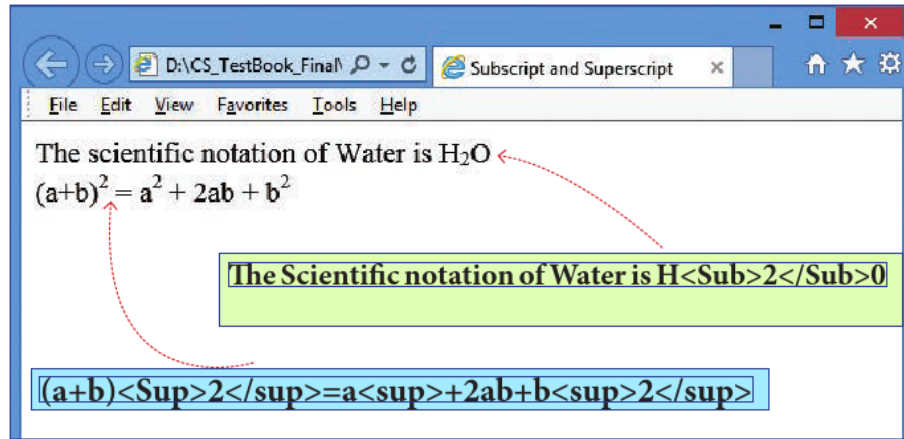 D:\CS_TestBook_Final\
Subscript and Superscript
File Edit View Favorites Tools Help
The scientific notation of Water is H₂O
(a+b)² = a² + 2ab + b²
The Scientific notation of Water is H<Sub>2</Sub>0
(a+b)<Sup>2</sup>=a<sup>+2ab+b<sup>2</sup>